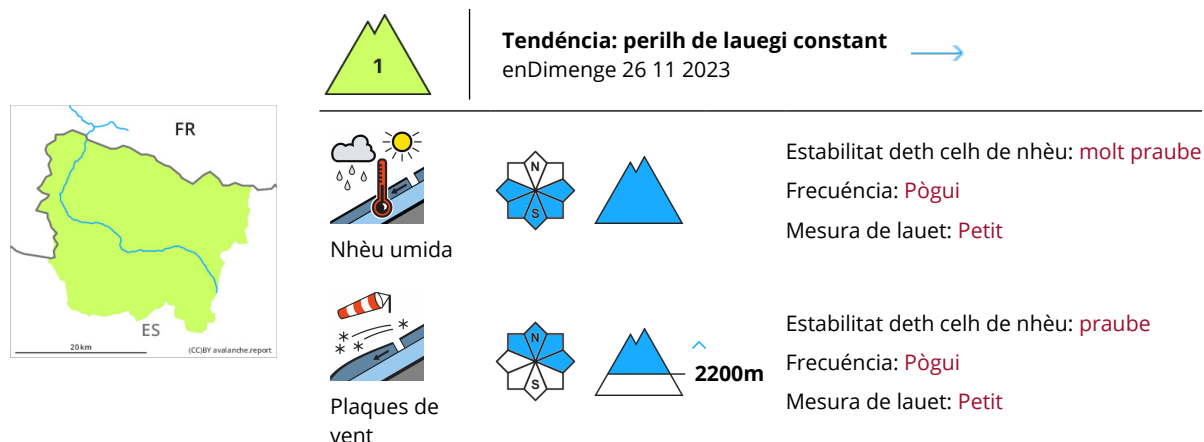 1
Tendéncia: perilh de lauegi constant
enDimenge 26 11 2023
FR
ES
20 km
(CC)BY avalanche.report
Nhèu umida
N
S
Estabilitat deth celh de nhèu: molt praube
Frecuéncia: Pògui
Mesura de lauet: Petit
Plaques de
vent
N
S
2200m
Estabilitat deth celh de nhèu: praube
Frecuéncia: Pògui
Mesura de lauet: Petit